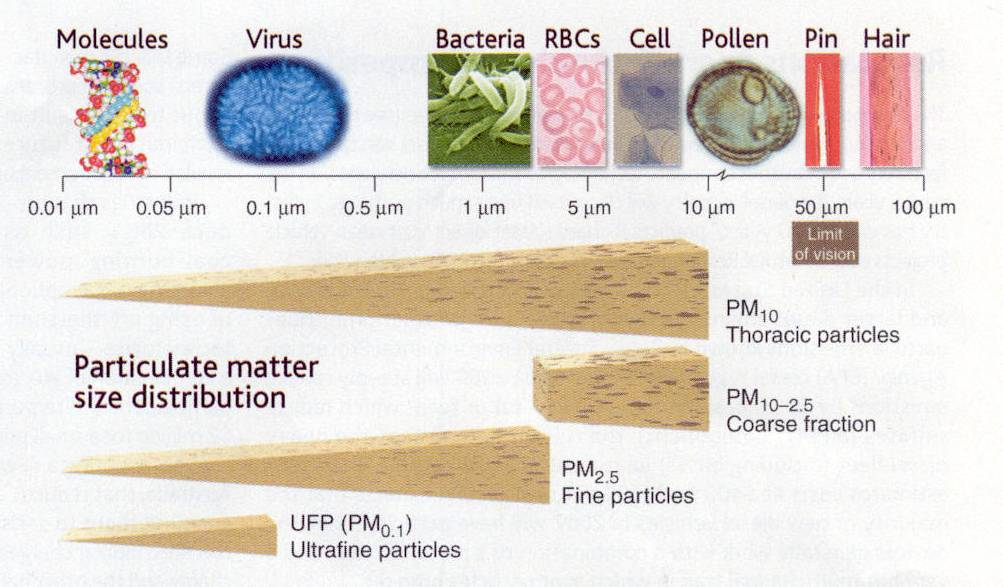 Molecules Virus Bacteria RBCs Cell Pollen Pin Hair
0.01 µm 0.05 µm 0.1 µm 0.5 µm 1 µm 5 µm 10 µm 50 µm 100 µm
Limit
of vision
PM10
Thoracic particles
Particulate matter
size distribution
PM10–2.5
Coarse fraction
PM2.5
Fine particles
UFP (PM0.1)
Ultrafine particles